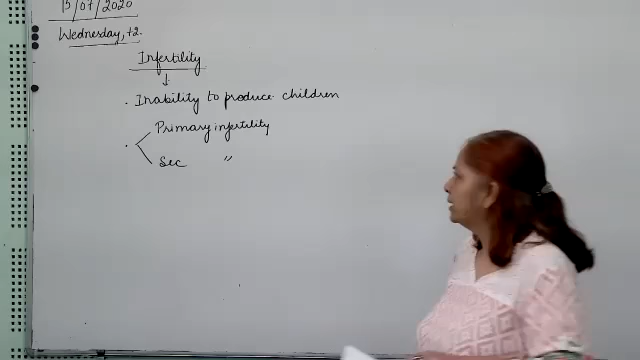 15/07/2020
Wednesday, +2.
Infertility
↓
. Inability to produce children
Primary infertility
.
Sec "